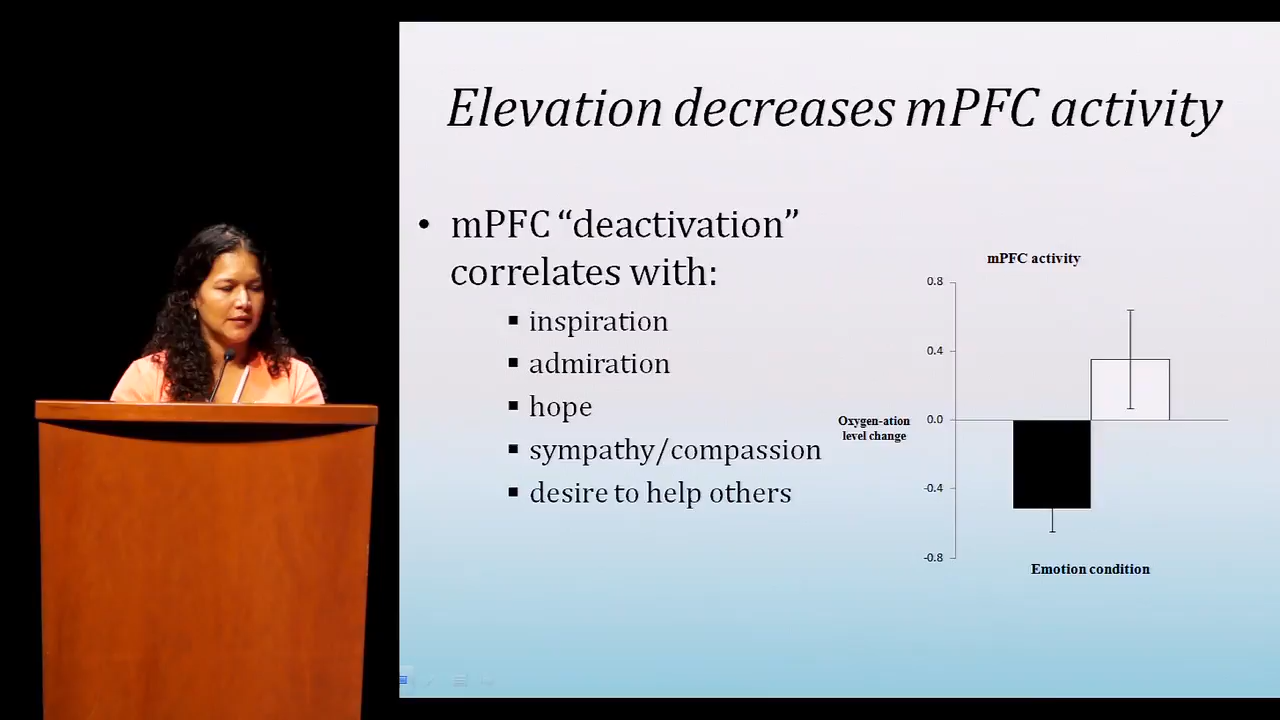 Elevation decreases mPFC activity
• mPFC “deactivation”
correlates with:
▪ inspiration
▪ admiration
▪ hope
▪ sympathy/compassion
▪ desire to help others
mPFC activity
0.8
0.4
0.0
-0.4
-0.8
Oxygen-ation
level change
Emotion condition